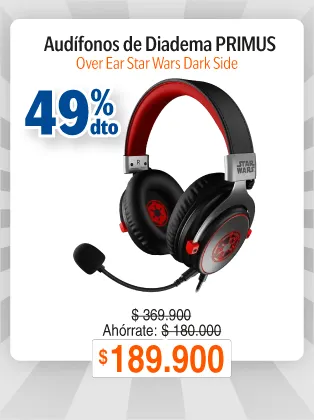 Audífonos de Diadema PRIMUS
Over Ear Star Wars Dark Side
49% dto
R
STAR WARS
$ 369.900
Ahórrate: $ 180.000
$189.900